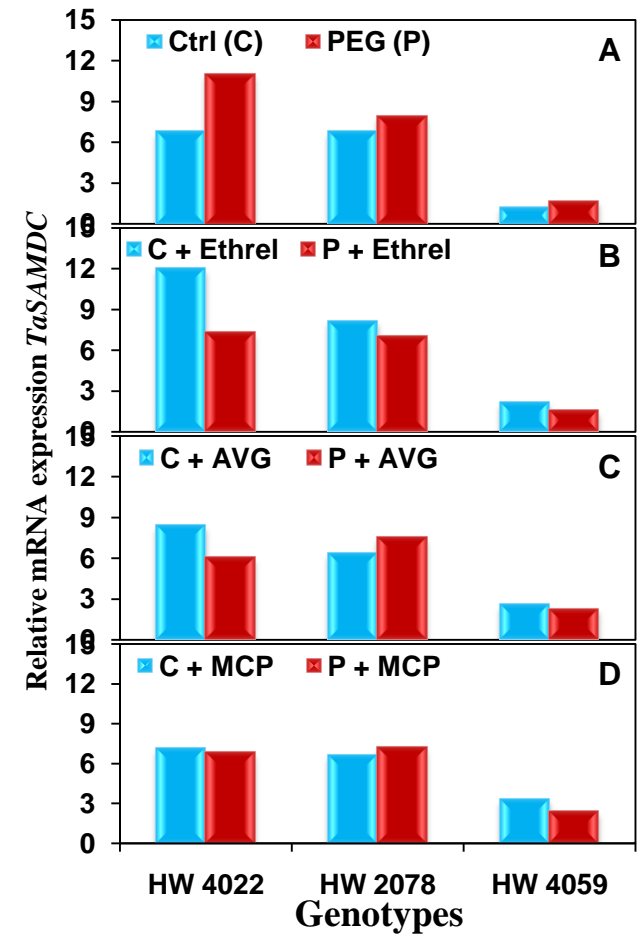 Relative mRNA expression TaSAMDC
15
Ctrl (C) PEG (P)
A
12
9
6
3
0
15
C + Ethrel P + Ethrel
B
12
9
6
3
0
15
C + AVG P + AVG
C
12
9
6
3
0
15
C + MCP P + MCP
D
12
9
6
3
0
HW 4022 HW 2078 HW 4059
Genotypes